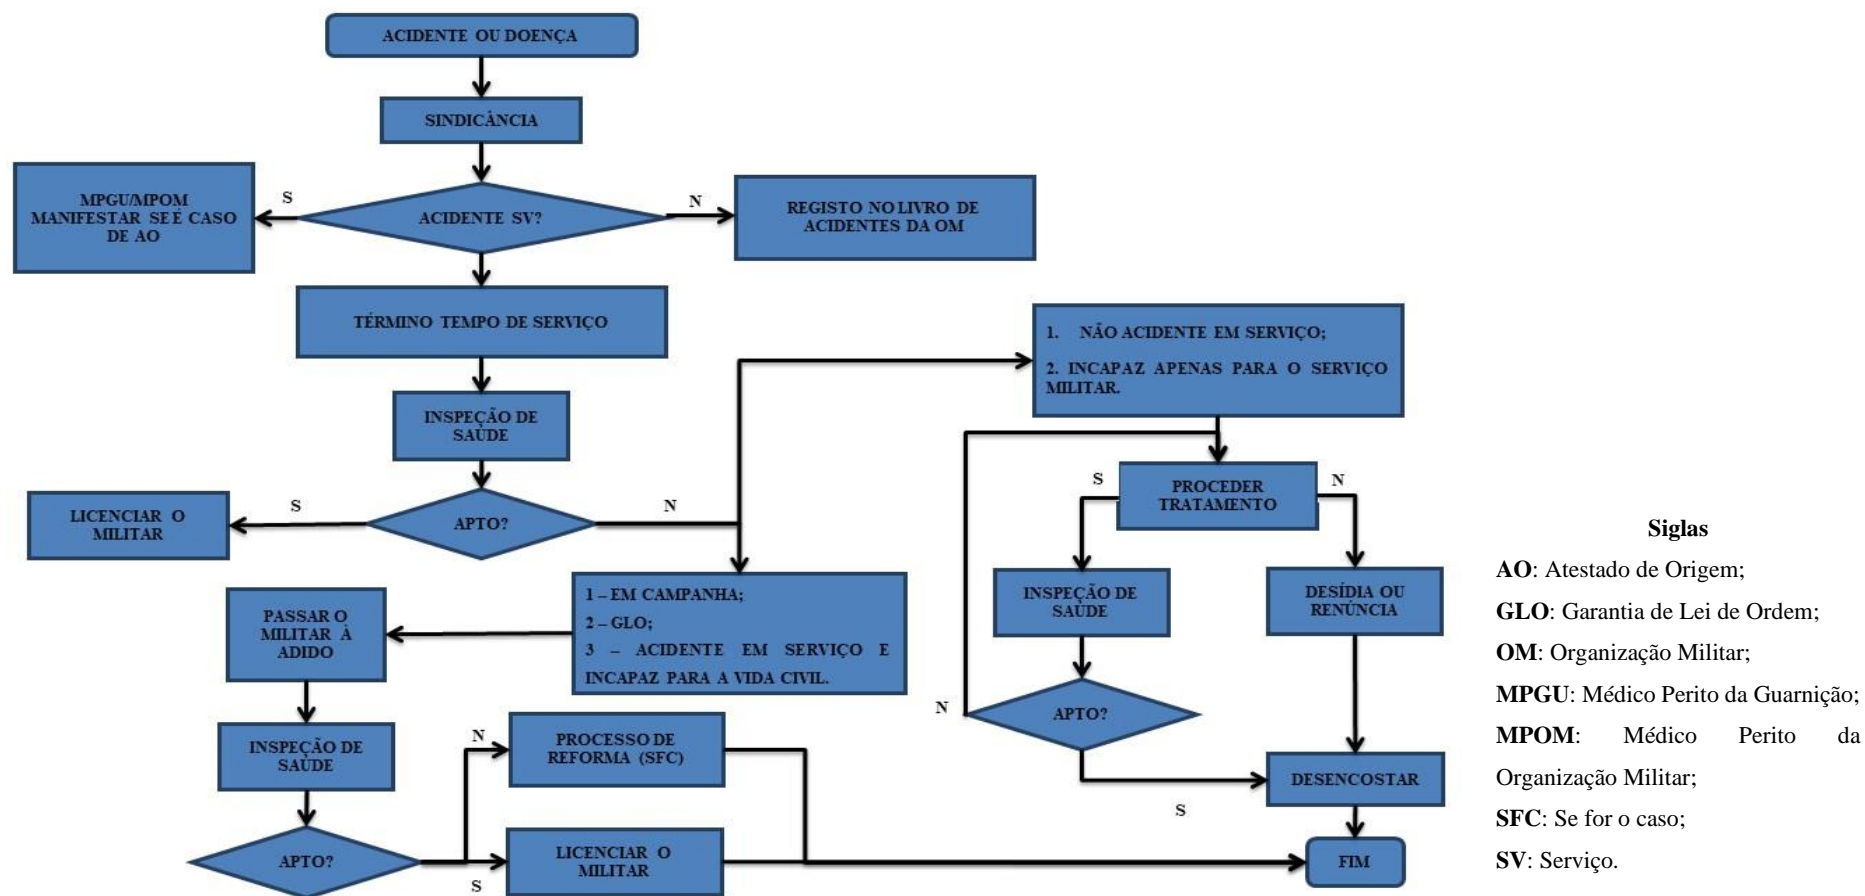 ACIDENTE OU DOENÇA
SINDICÂNCIA
MPGU/MPOM
MANIFESTAR SE É CASO
DE AO
S
ACIDENTE SV?
N
REGISTO NO LIVRO DE
ACIDENTES DA OM
TÉRMINO TEMPO DE SERVIÇO
1. NÃO ACIDENTE EM SERVIÇO;
2. INCAPAZ APENAS PARA O SERVIÇO
MILITAR.
INSPEÇÃO DE
SAÚDE
LICENCIAR O
MILITAR
S
APTO?
N
S
PROCEDER
TRATAMENTO
N
INSPEÇÃO DE
SAÚDE
DESÍDIA OU
RENÚNCIA
PASSAR O
MILITAR À
ADIDO
1 – EM CAMPANHA;
2 – GLO;
3 – ACIDENTE EM SERVIÇO E
INCAPAZ PARA A VIDA CIVIL.
N
APTO?
INSPEÇÃO DE
SAÚDE
N
PROCESSO DE
REFORMA (SFC)
S
DESENCOSTAR
APTO?
S
LICENCIAR O
MILITAR
FIM
Siglas
AO: Atestado de Origem;
GLO: Garantia de Lei de Ordem;
OM: Organização Militar;
MPGU: Médico Perito da Guarnição;
MPOM: Médico Perito da
Organização Militar;
SFC: Se for o caso;
SV: Serviço.